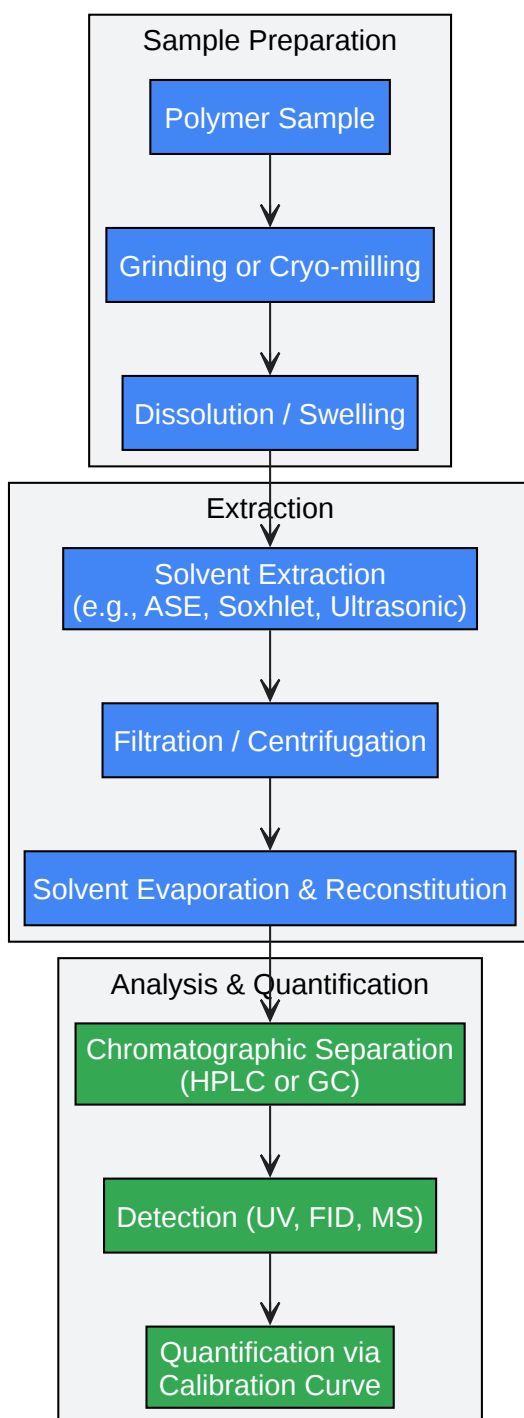 Sample Preparation
Polymer Sample
Grinding or Cryo-milling
Dissolution / Swelling
Extraction
Solvent Extraction
(e.g., ASE, Soxhlet, Ultrasonic)
Filtration / Centrifugation
Solvent Evaporation & Reconstitution
Analysis & Quantification
Chromatographic Separation
(HPLC or GC)
Detection (UV, FID, MS)
Quantification via
Calibration Curve